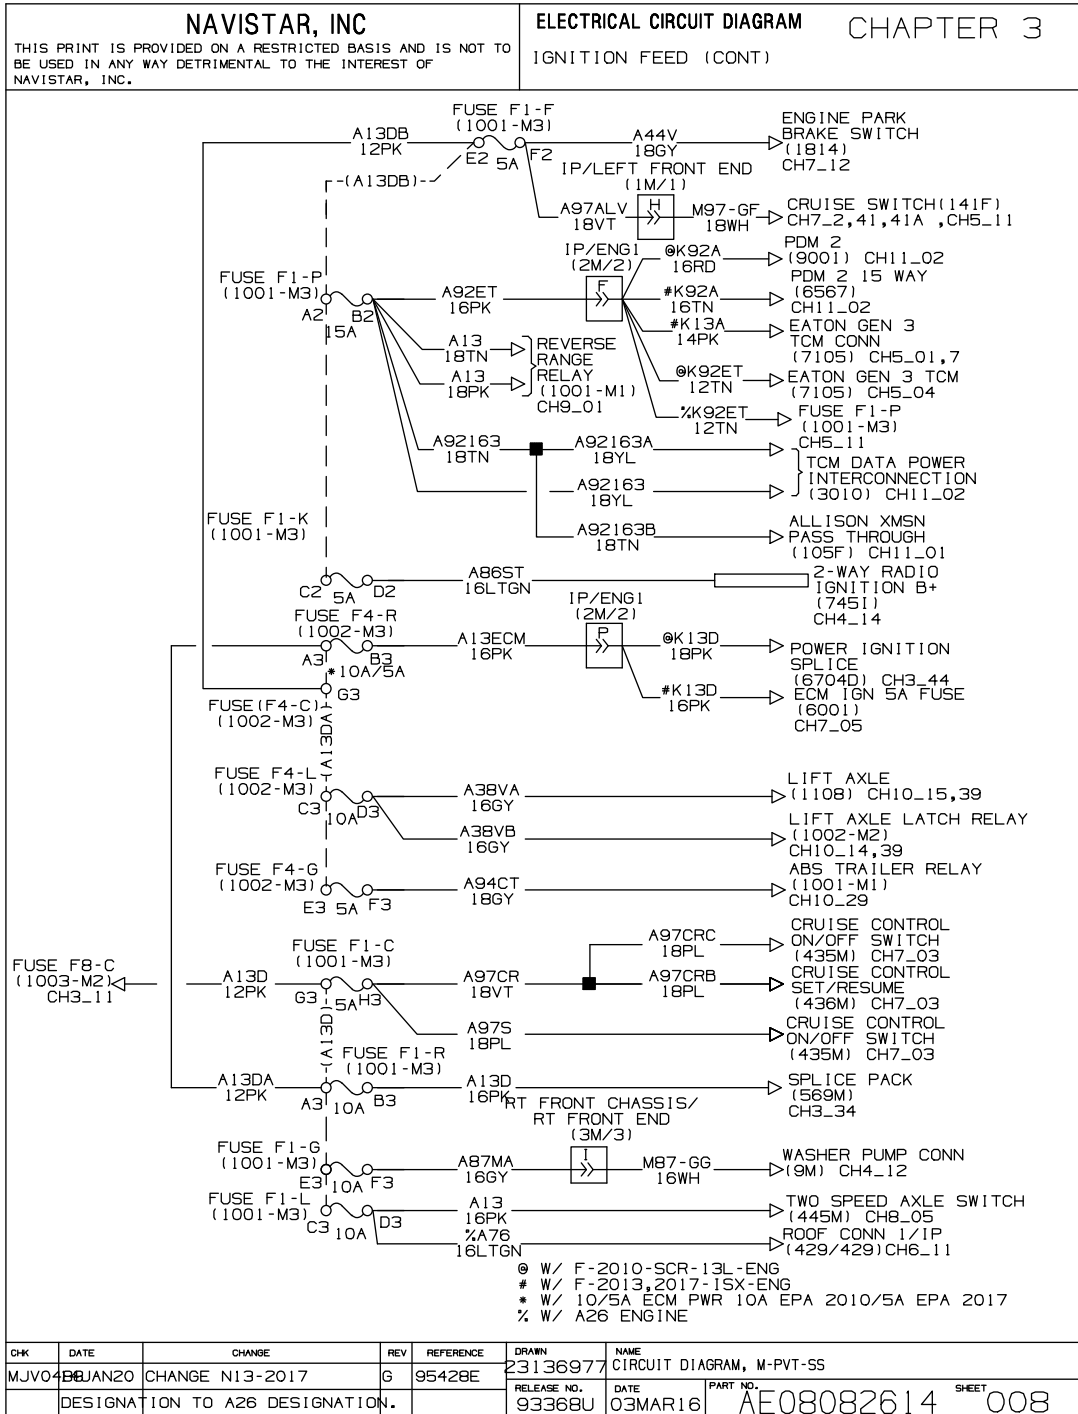 NAVISTAR, INC
THIS PRINT IS PROVIDED ON A RESTRICTED BASIS AND IS NOT TO
BE USED IN ANY WAY DETRIMENTAL TO THE INTEREST OF
NAVISTAR, INC.
ELECTRICAL CIRCUIT DIAGRAM
CHAPTER 3
IGNITION FEED (CONT)
FUSE F1-F
(1001-M3)
A13DB
12PK
E2
5A
F2
A44V
18GY
ENGINE PARK
BRAKE SWITCH
(1814)
CH7_12
(A13DB)
IP/LEFT FRONT END
(1M/1)
A97ALV
18VT
H
M97-GF
18WH
CRUISE SWITCH(141F)
CH7_2,41,41A ,CH5_11
FUSE F1-P
(1001-M3)
A2
15A
B2
A92ET
16PK
IP/ENG1
(2M/2)
F
@K92A
16RD
PDM 2
(9001) CH11_02
#K92A
16TN
PDM 2 15 WAY
(6567)
CH11_02
#K13A
14PK
EATON GEN 3
TCM CONN
(7105) CH5_01,7
@K92ET
12TN
EATON GEN 3 TCM
(7105) CH5_04
%K92ET
12TN
FUSE F1-P
(1001-M3)
CH5_11
A13
18TN
A13
18PK
REVERSE
RANGE
RELAY
(1001-M1)
CH9_01
A92163
18TN
A92163A
18YL
A92163
18YL
TCM DATA POWER
INTERCONNECTION
(3010) CH11_02
A92163B
18TN
ALLISON XMSN
PASS THROUGH
(105F) CH11_01
FUSE F1-K
(1001-M3)
C2
5A
D2
A86ST
16LTGN
2-WAY RADIO
IGNITION B+
(745I)
CH4_14
FUSE F4-R
(1002-M3)
A3
B3
*10A/5A
A13ECM
16PK
IP/ENG1
(2M/2)
P
@K13D
18PK
POWER IGNITION
SPLICE
(6704D) CH3_44
#K13D
16PK
ECM IGN 5A FUSE
(6001)
CH7_05
G3
FUSE(F4-C)
(1002-M3)
(A13DA)
FUSE F4-L
(1002-M3)
C3
10A
D3
A38VA
16GY
LIFT AXLE
(1108) CH10_15,39
A38VB
16GY
LIFT AXLE LATCH RELAY
(1002-M2)
CH10_14,39
FUSE F4-G
(1002-M3)
E3
5A
F3
A94CT
18GY
ABS TRAILER RELAY
(1001-M1)
CH10_29
FUSE F8-C
(1003-M2)
CH3_11
A13D
12PK
FUSE F1-C
(1001-M3)
G3
5A
H3
A97CR
18VT
A97CRC
18PL
CRUISE CONTROL
ON/OFF SWITCH
(435M) CH7_03
A97CRB
18PL
CRUISE CONTROL
SET/RESUME
(436M) CH7_03
A97S
18PL
CRUISE CONTROL
ON/OFF SWITCH
(435M) CH7_03
(A13D)
FUSE F1-R
(1001-M3)
A13DA
12PK
A3
10A
B3
A13D
16PK
SPLICE PACK
(569M)
CH3_34
RT FRONT CHASSIS/
RT FRONT END
(3M/3)
FUSE F1-G
(1001-M3)
E3
10A
F3
A87MA
16GY
I
M87-GG
16WH
WASHER PUMP CONN
(9M) CH4_12
FUSE F1-L
(1001-M3)
C3
10A
D3
A13
16PK
TWO SPEED AXLE SWITCH
(445M) CH8_05
%A76
16LTGN
ROOF CONN 1/IP
(429/429)CH6_11
@ W/ F-2010-SCR-13L-ENG
# W/ F-2013,2017-ISX-ENG
* W/ 10/5A ECM PWR 10A EPA 2010/5A EPA 2017
% W/ A26 ENGINE
CHK DATE CHANGE REV REFERENCE
JAN20 CHANGE N13-2017 G 95428E
DESIGNATION TO A26 DESIGNATION.
DRAWN
23136977
NAME
CIRCUIT DIAGRAM, M-PVT-SS
RELEASE NO.
93368U
DATE
03MAR16
PART NO.
AE08082614
SHEET
008